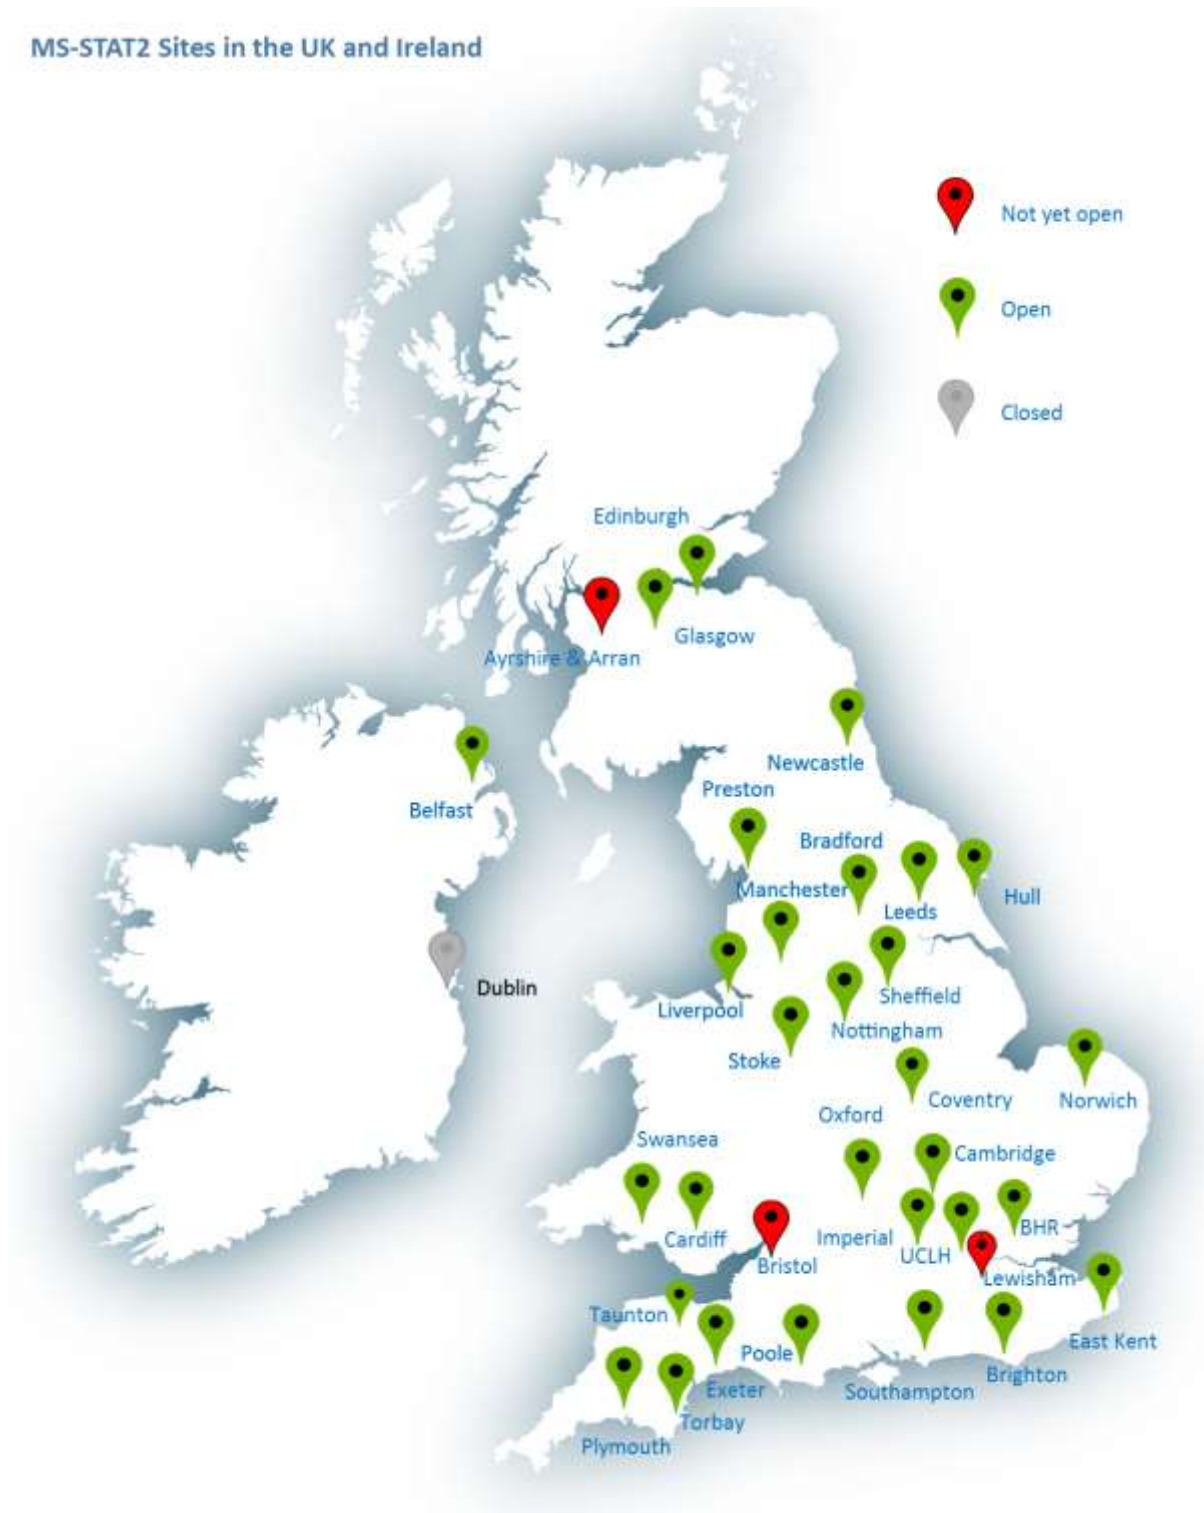 MS-STAT2 Sites in the UK and Ireland
Not yet open
Open
Closed
Edinburgh
Glasgow
Ayrshire & Arran
Newcastle
Preston
Belfast
Bradford
Manchester
Hull
Leeds
Dublin
Sheffield
Liverpool
Nottingham
Stoke
Coventry
Norwich
Oxford
Swansea
Cambridge
BHR
Imperial
Cardiff
UCLH
Bristol
Lewisham
Taunton
East Kent
Poole
Brighton
Exeter
Southampton
Torbay
Plymouth